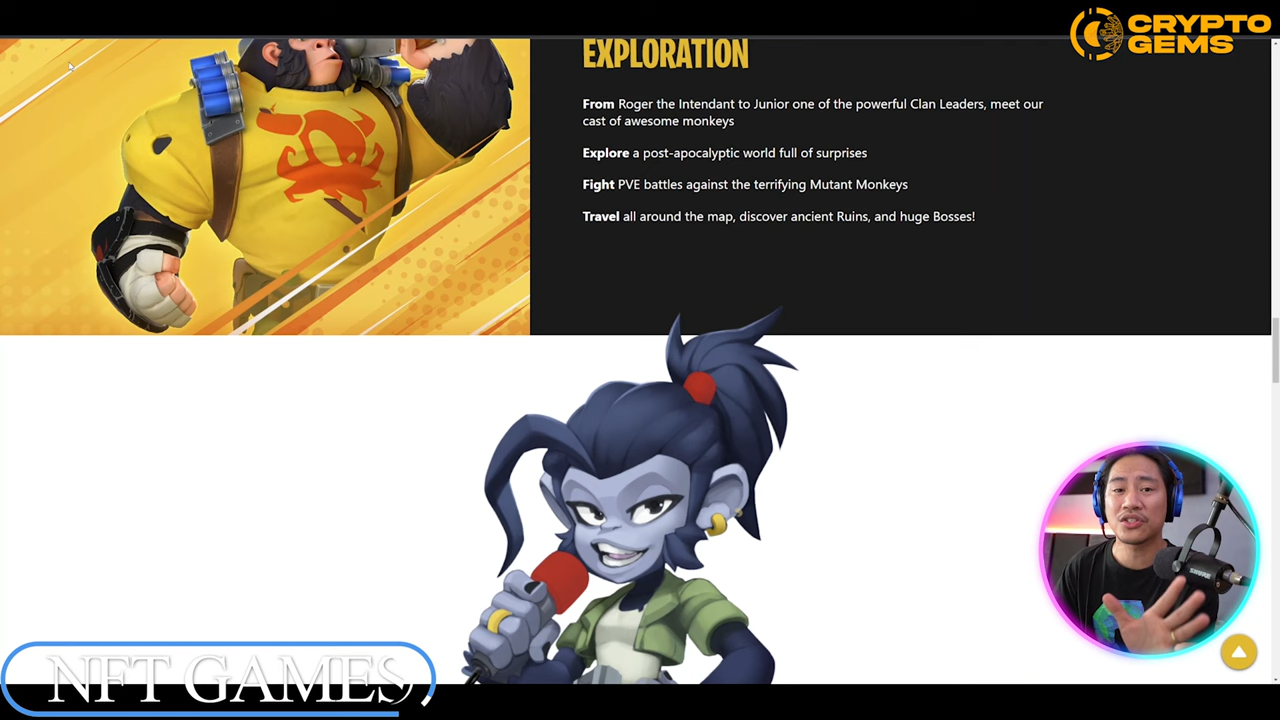 CRYPTO
GEMS
EXPLORATION
From Roger the Intendant to Junior one of the powerful Clan Leaders, meet our
cast of awesome monkeys
Explore a post-apocalyptic world full of surprises
Fight PVE battles against the terrifying Mutant Monkeys
Travel all around the map, discover ancient Ruins, and huge Bosses!
SHURE
NFT GAMES